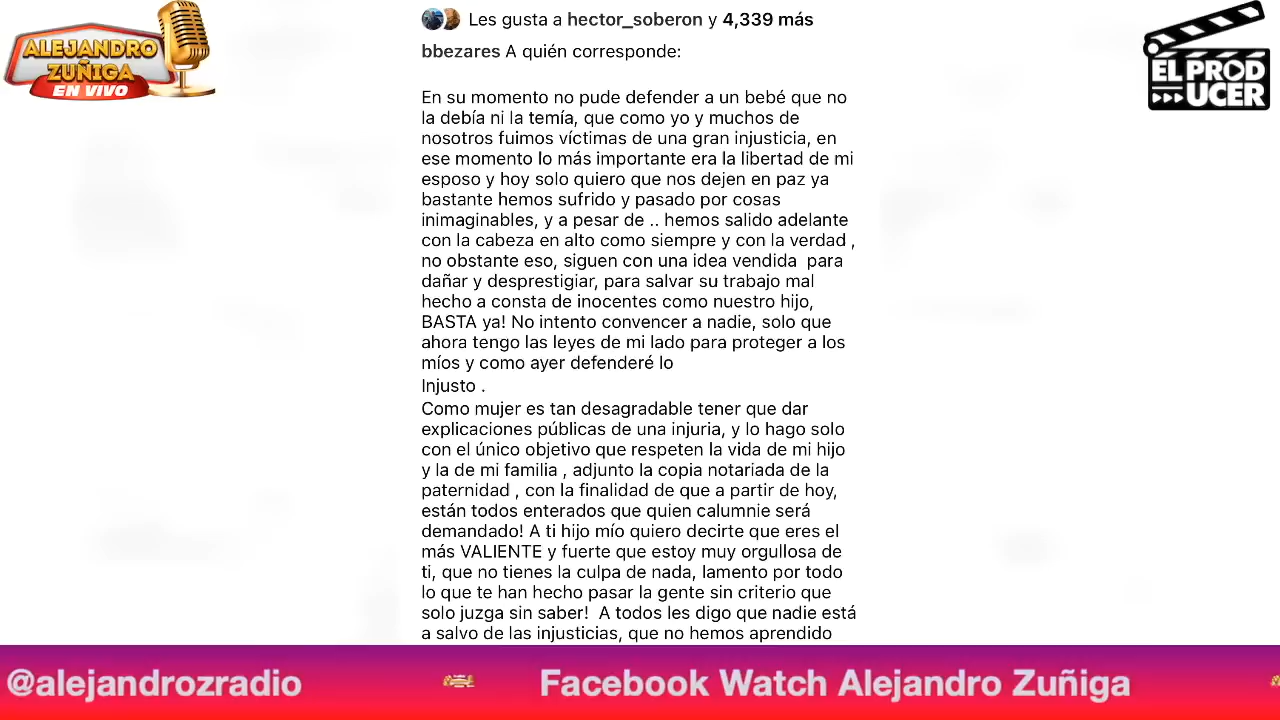 ALEJANDRO
ZUÑIGA
EN VIVO
EL PROD
UCER
Les gusta a hector_soberon y 4,339 más
bbezares A quién corresponde:
En su momento no pude defender a un bebé que no
la debía ni la temía, que como yo y muchos de
nosotros fuimos víctimas de una gran injusticia, en
ese momento lo más importante era la libertad de mi
esposo y hoy solo quiero que nos dejen en paz ya
bastante hemos sufrido y pasado por cosas
inimaginables, y a pesar de .. hemos salido adelante
con la cabeza en alto como siempre y con la verdad ,
no obstante eso, siguen con una idea vendida  para
dañar y desprestigiar, para salvar su trabajo mal
hecho a consta de inocentes como nuestro hijo,
BASTA ya! No intento convencer a nadie, solo que
ahora tengo las leyes de mi lado para proteger a los
míos y como ayer defenderé lo
Injusto .
Como mujer es tan desagradable tener que dar
explicaciones públicas de una injuria, y lo hago solo
con el único objetivo que respeten la vida de mi hijo
y la de mi familia , adjunto la copia notariada de la
paternidad , con la finalidad de que a partir de hoy,
están todos enterados que quien calumnie será
demandado! A ti hijo mío quiero decirte que eres el
más VALIENTE y fuerte que estoy muy orgullosa de
ti, que no tienes la culpa de nada, lamento por todo
lo que te han hecho pasar la gente sin criterio que
solo juzga sin saber!  A todos les digo que nadie está
a salvo de las injusticias, que no hemos aprendido
@alejandrozradio
Facebook Watch Alejandro Zuñiga